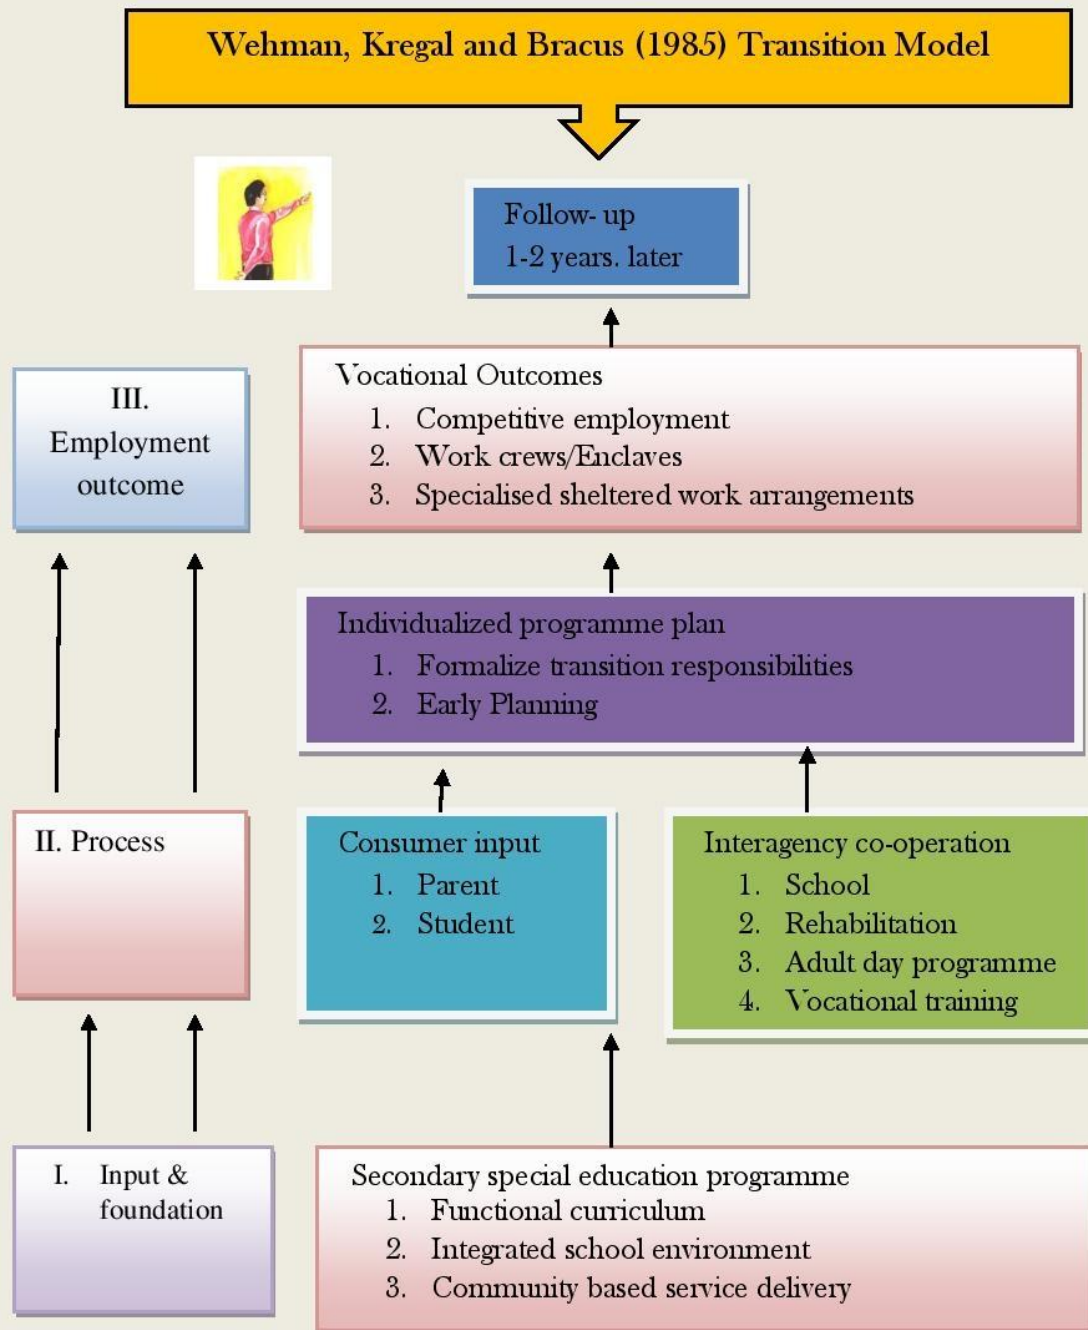 Wehman, Kregal and Bracus (1985) Transition Model
Follow- up
1-2 years. later
III.
Employment
outcome
Vocational Outcomes
1. Competitive employment
2. Work crews/Enclaves
3. Specialised sheltered work arrangements
Individualized programme plan
1. Formalize transition responsibilities
2. Early Planning
II. Process
Consumer input
1. Parent
2. Student
Interagency co-operation
1. School
2. Rehabilitation
3. Adult day programme
4. Vocational training
I. Input &
foundation
Secondary special education programme
1. Functional curriculum
2. Integrated school environment
3. Community based service delivery